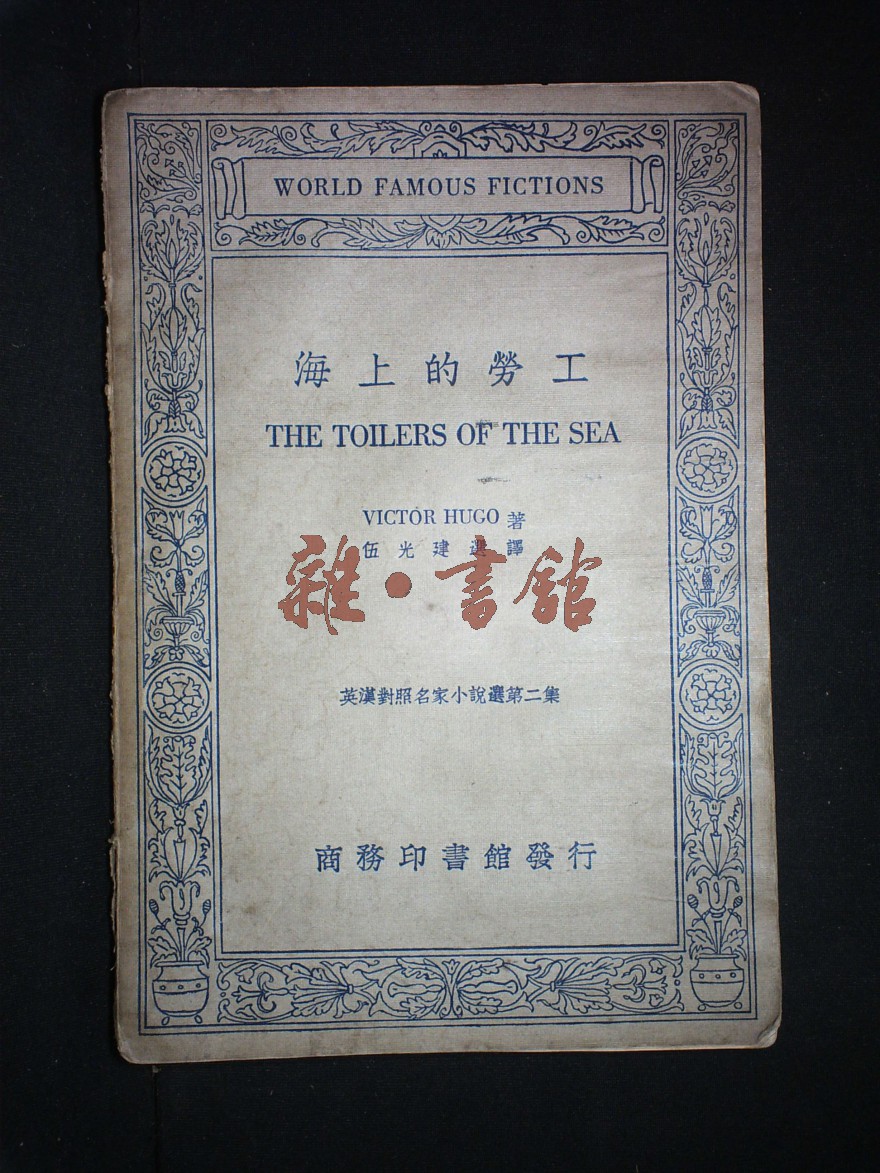 WORLD FAMOUS FICTIONS
海上的勞工
THE TOILERS OF THE SEA
VICTOR HUGO 著
伍光建選譯
雜·書館
英漢對照名家小說選第二集
商務印書館發行